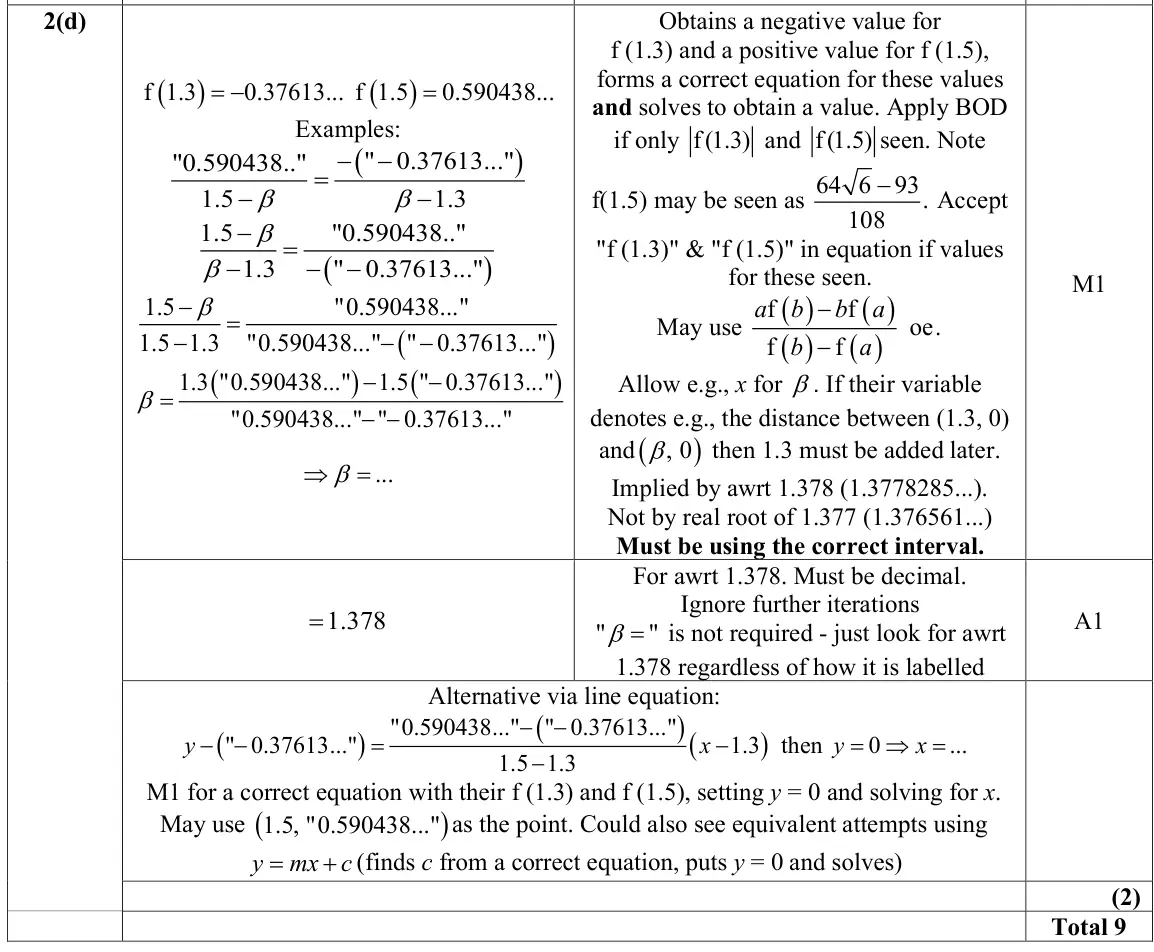 2(d)
f (1.3) = −0.37613... f (1.5) = 0.590438...
Examples:
"0.590438.." / (1.5 − β) = −("− 0.37613...") / (β − 1.3)
(1.5 − β) / (β − 1.3) = "0.590438.." / −("− 0.37613...")
(1.5 − β) / (1.5 − 1.3) = "0.590438..." / ("0.590438..."−("− 0.37613..."))
β = (1.3("0.590438...") − 1.5("− 0.37613...")) / ("0.590438..."−"− 0.37613...")
⇒ β = ...
Obtains a negative value for
f (1.3) and a positive value for f (1.5),
forms a correct equation for these values
and solves to obtain a value. Apply BOD
if only |f (1.3)| and |f (1.5)| seen. Note
f(1.5) may be seen as (64√6 − 93) / 108. Accept
"f (1.3)" & "f (1.5)" in equation if values
for these seen.
May use (af (b) − bf (a)) / (f (b) − f (a)) oe.
Allow e.g., x for β. If their variable
denotes e.g., the distance between (1.3, 0)
and (β, 0) then 1.3 must be added later.
Implied by awrt 1.378 (1.3778285...).
Not by real root of 1.377 (1.376561...)
Must be using the correct interval.
M1
= 1.378
For awrt 1.378. Must be decimal.
Ignore further iterations
"β =" is not required - just look for awrt
1.378 regardless of how it is labelled
A1
Alternative via line equation:
y − ("− 0.37613...") = ("0.590438..."−("− 0.37613...")) / (1.5 − 1.3) (x − 1.3) then y = 0 ⇒ x = ...
M1 for a correct equation with their f (1.3) and f (1.5), setting y = 0 and solving for x.
May use (1.5, "0.590438...") as the point. Could also see equivalent attempts using
y = mx + c (finds c from a correct equation, puts y = 0 and solves)
(2)
Total 9